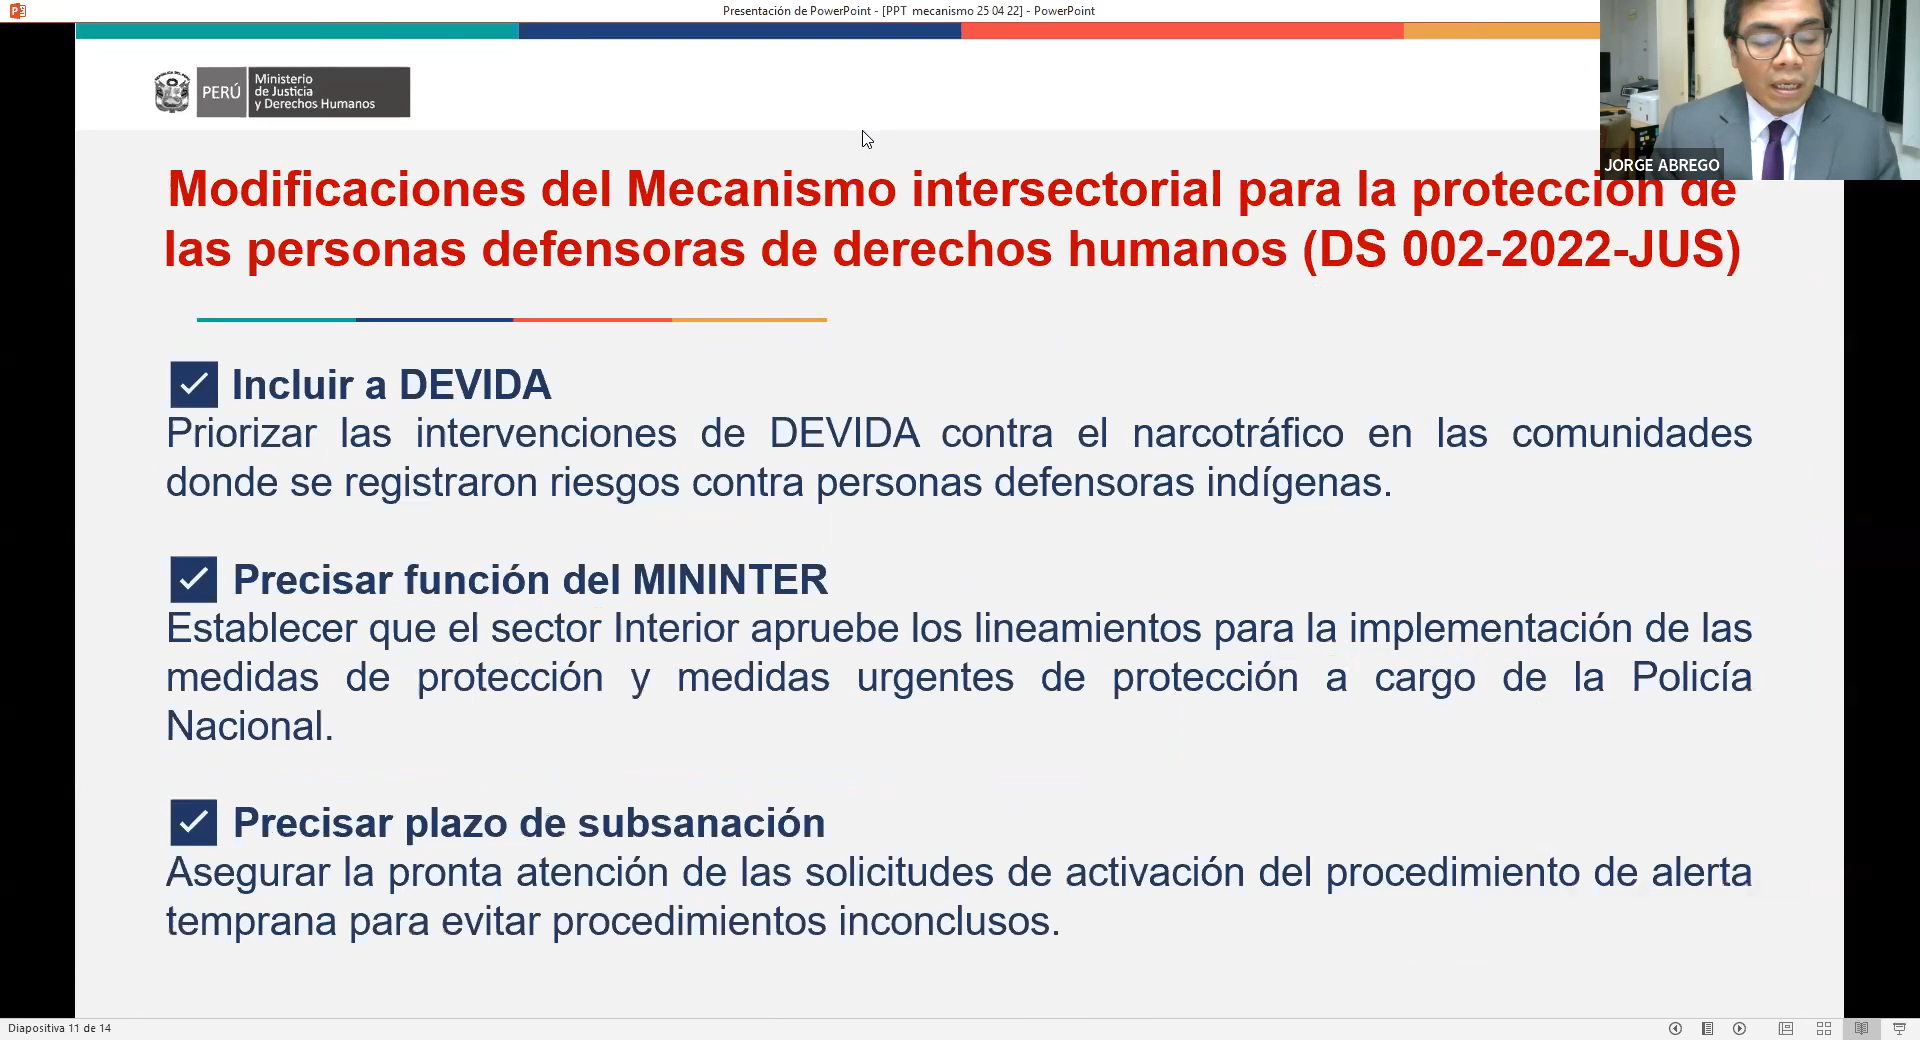 Presentación de PowerPoint - [PPT mecanismo 25 04 22] - PowerPoint
PERÚ
Ministerio
de Justicia
y Derechos Humanos
JORGE ABREGO
Modificaciones del Mecanismo intersectorial para la protección de
las personas defensoras de derechos humanos (DS 002-2022-JUS)
Incluir a DEVIDA
Priorizar las intervenciones de DEVIDA contra el narcotráfico en las comunidades
donde se registraron riesgos contra personas defensoras indígenas.
Precisar función del MININTER
Establecer que el sector Interior apruebe los lineamientos para la implementación de las
medidas de protección y medidas urgentes de protección a cargo de la Policía
Nacional.
Precisar plazo de subsanación
Asegurar la pronta atención de las solicitudes de activación del procedimiento de alerta
temprana para evitar procedimientos inconclusos.
Diapositiva 11 de 14